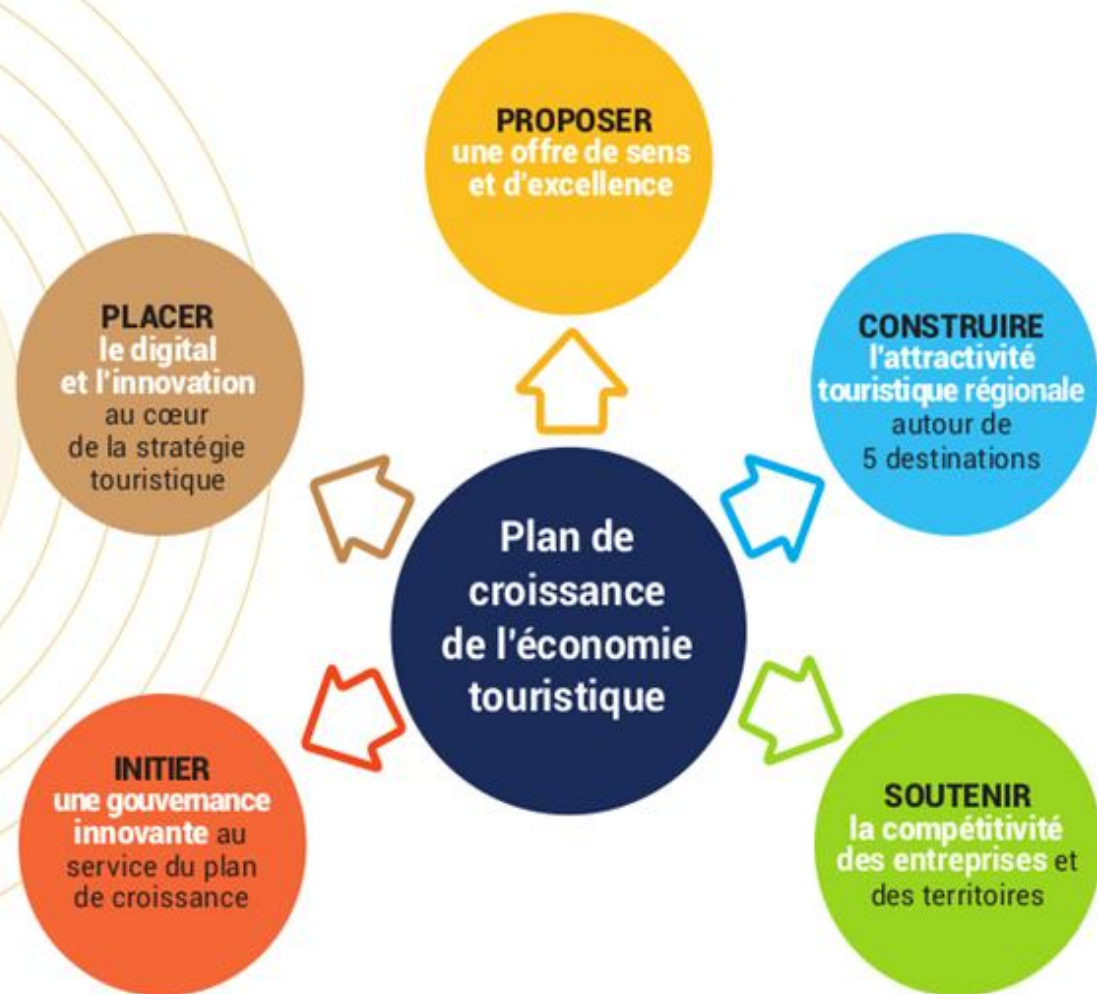 PROPOSER
une offre de sens
et d'excellence
PLACER
le digital
et l'innovation
au cœur
de la stratégie
touristique
CONSTRUIRE
l'attractivité
touristique régionale
autour de
5 destinations
Plan de
croissance
de l'économie
touristique
INITIER
une gouvernance
innovante au
service du plan
de croissance
SOUTENIR
la compétitivité
des entreprises et
des territoires